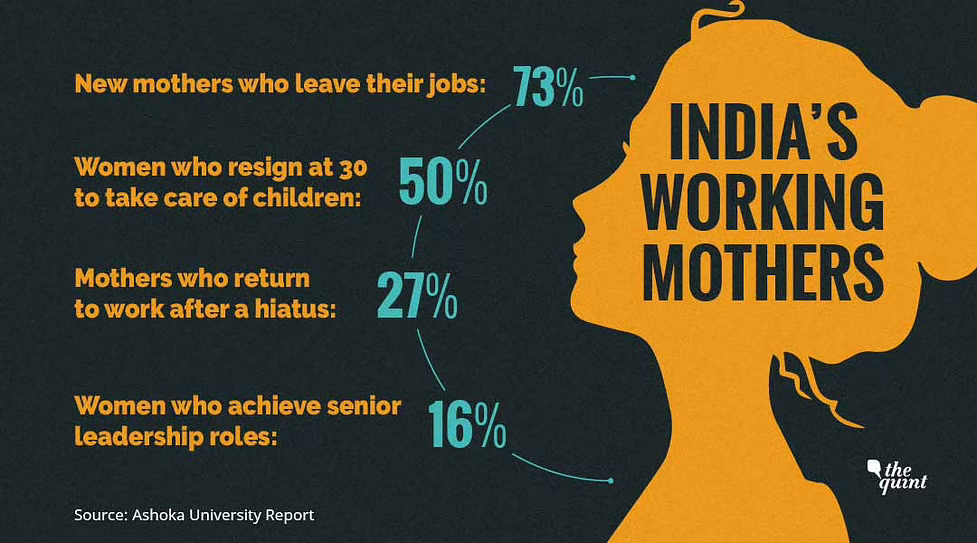 New mothers who leave their jobs: 73%
Women who resign at 30
to take care of children: 50%
Mothers who return
to work after a hiatus: 27%
Women who achieve senior
leadership roles: 16%
INDIA'S
WORKING
MOTHERS
Source: Ashoka University Report
the
quint